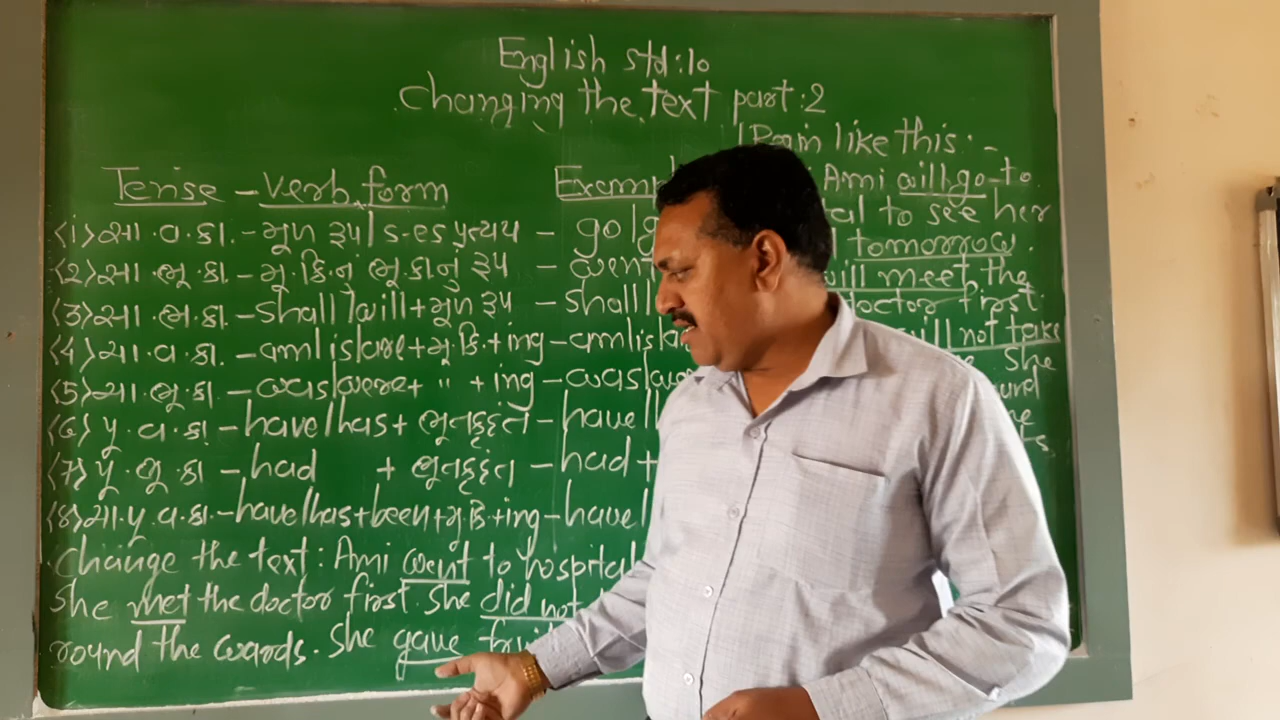 English std:10
Changing the text part:2
like this:-
Tense - Verb form
Ami will go to
<1> સા.વ.કા. - મૂળ રૂપ/s-es પ્રત્યય - go/
to see her
tomorrow.
<2> સા.ભૂ.કા. - મુ.ક્રિ.નું ભૂ.કા.નું રૂપ - went
will meet the
<3> સા.ભ.કા. - shall/will+મૂળ રૂપ - shall
doctor first.
<4> ચા.વ.કા. - am/is/are+મુ.ક્રિ.+ing - am/is/
will not take
She
<5> ચા.ભૂ.કા - was/were+ " +ing - was/
<6> પૂ.વ.કા - have/has+ ભૂતકૃદંત - have/
<7> પૂ.ભૂ.કા - had + ભૂતકૃદંત - had +
<8> ચા.પૂ.વ.કા. - have/has+been+મુ.ક્રિ+ing - have/
Change the text: Ami went to hospital
She met the doctor first. She did not
round the wards. She gave